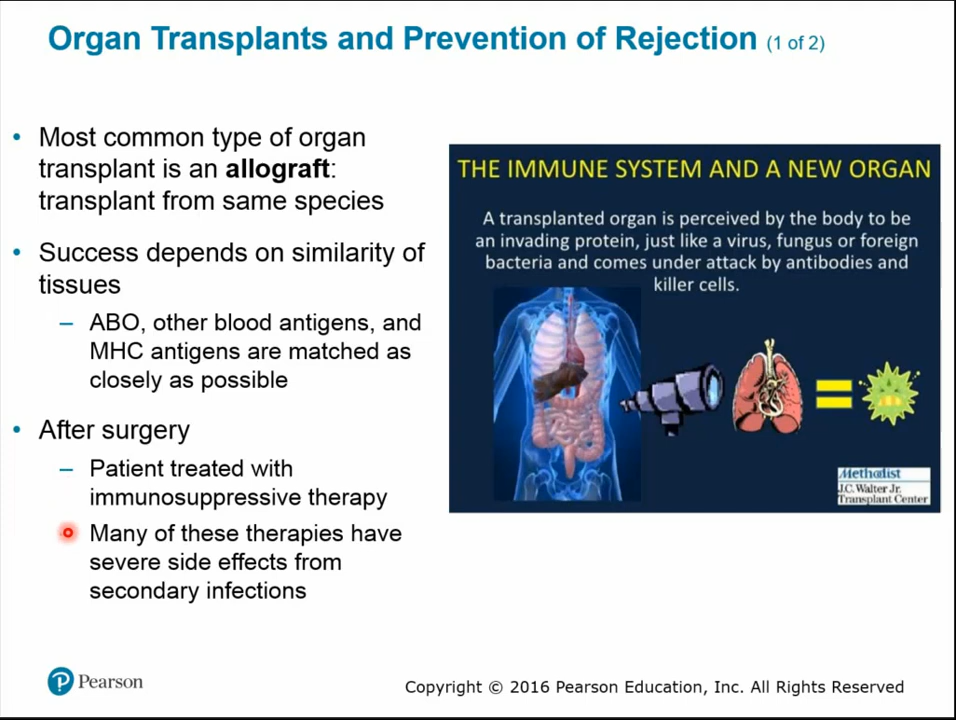 Organ Transplants and Prevention of Rejection (1 of 2)
• Most common type of organ
transplant is an allograft:
transplant from same species
• Success depends on similarity of
tissues
– ABO, other blood antigens, and
MHC antigens are matched as
closely as possible
• After surgery
– Patient treated with
immunosuppressive therapy
Many of these therapies have
severe side effects from
secondary infections
THE IMMUNE SYSTEM AND A NEW ORGAN
A transplanted organ is perceived by the body to be
an invading protein, just like a virus, fungus or foreign
bacteria and comes under attack by antibodies and
killer cells.
Methodist
J.C. Walter Jr.
Transplant Center
P Pearson
Copyright © 2016 Pearson Education, Inc. All Rights Reserved